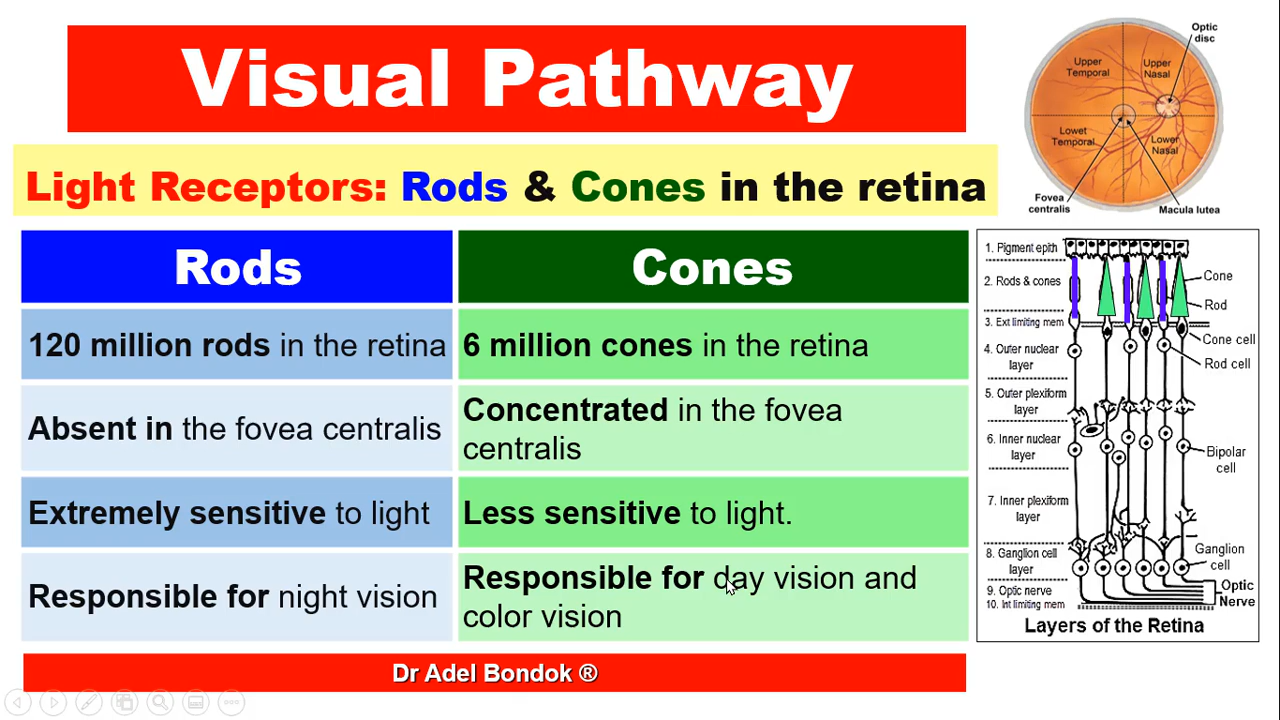 Visual Pathway
Light Receptors: Rods & Cones in the retina
Rods
Cones
120 million rods in the retina
6 million cones in the retina
Absent in the fovea centralis
Concentrated in the fovea
centralis
Extremely sensitive to light
Less sensitive to light.
Responsible for night vision
Responsible for day vision and
color vision
Dr Adel Bondok ®
Optic
disc
Upper
Temporal
Upper
Nasal
Lowet
Temporal
Lower
Nasal
Fovea
centralis
Macula lutea
1. Pigment epith
2. Rods & cones
3. Ext limiting mem
4. Outer nuclear
layer
5. Outer plexiform
layer
6. Inner nuclear
layer
7. Inner plexiform
layer
8. Ganglion cell
layer
9. Optic nerve
10. Int limiting mem
Cone
Rod
Cone cell
Rod cell
Bipolar
cell
Ganglion
cell
Optic
Nerve
Layers of the Retina